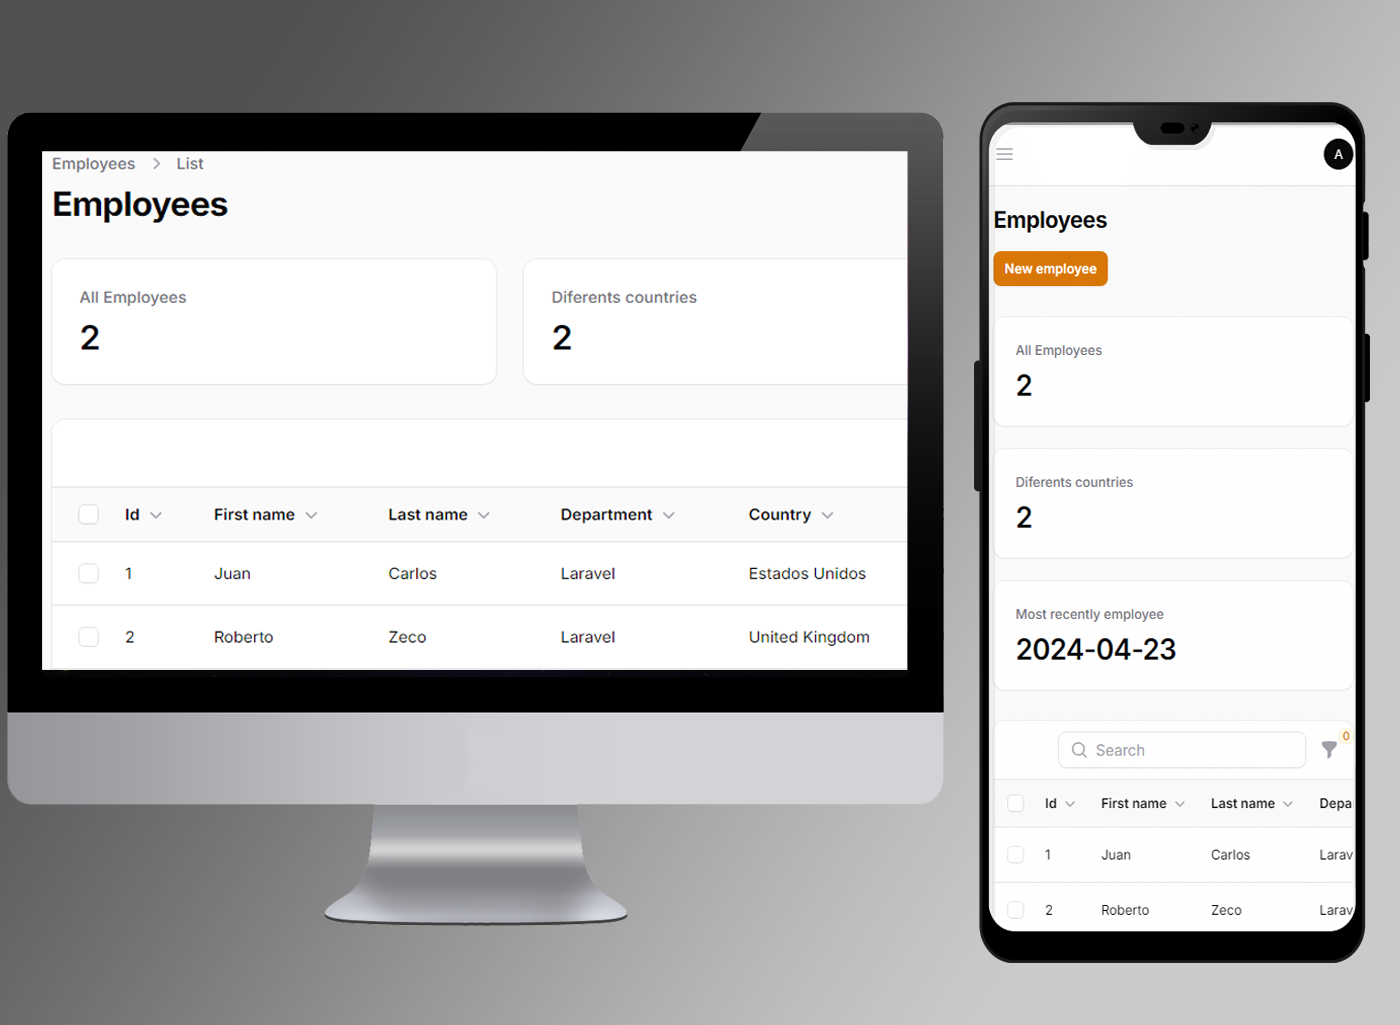 Employees > List
Employees
All Employees
2
Diferents countries
2
Id First name Last name Department Country
1 Juan Carlos Laravel Estados Unidos
2 Roberto Zeco Laravel United Kingdom
A
Employees
New employee
All Employees
2
Diferents countries
2
Most recently employee
2024-04-23
Search 0
Id First name Last name Depa
1 Juan Carlos Larav
2 Roberto Zeco Larav